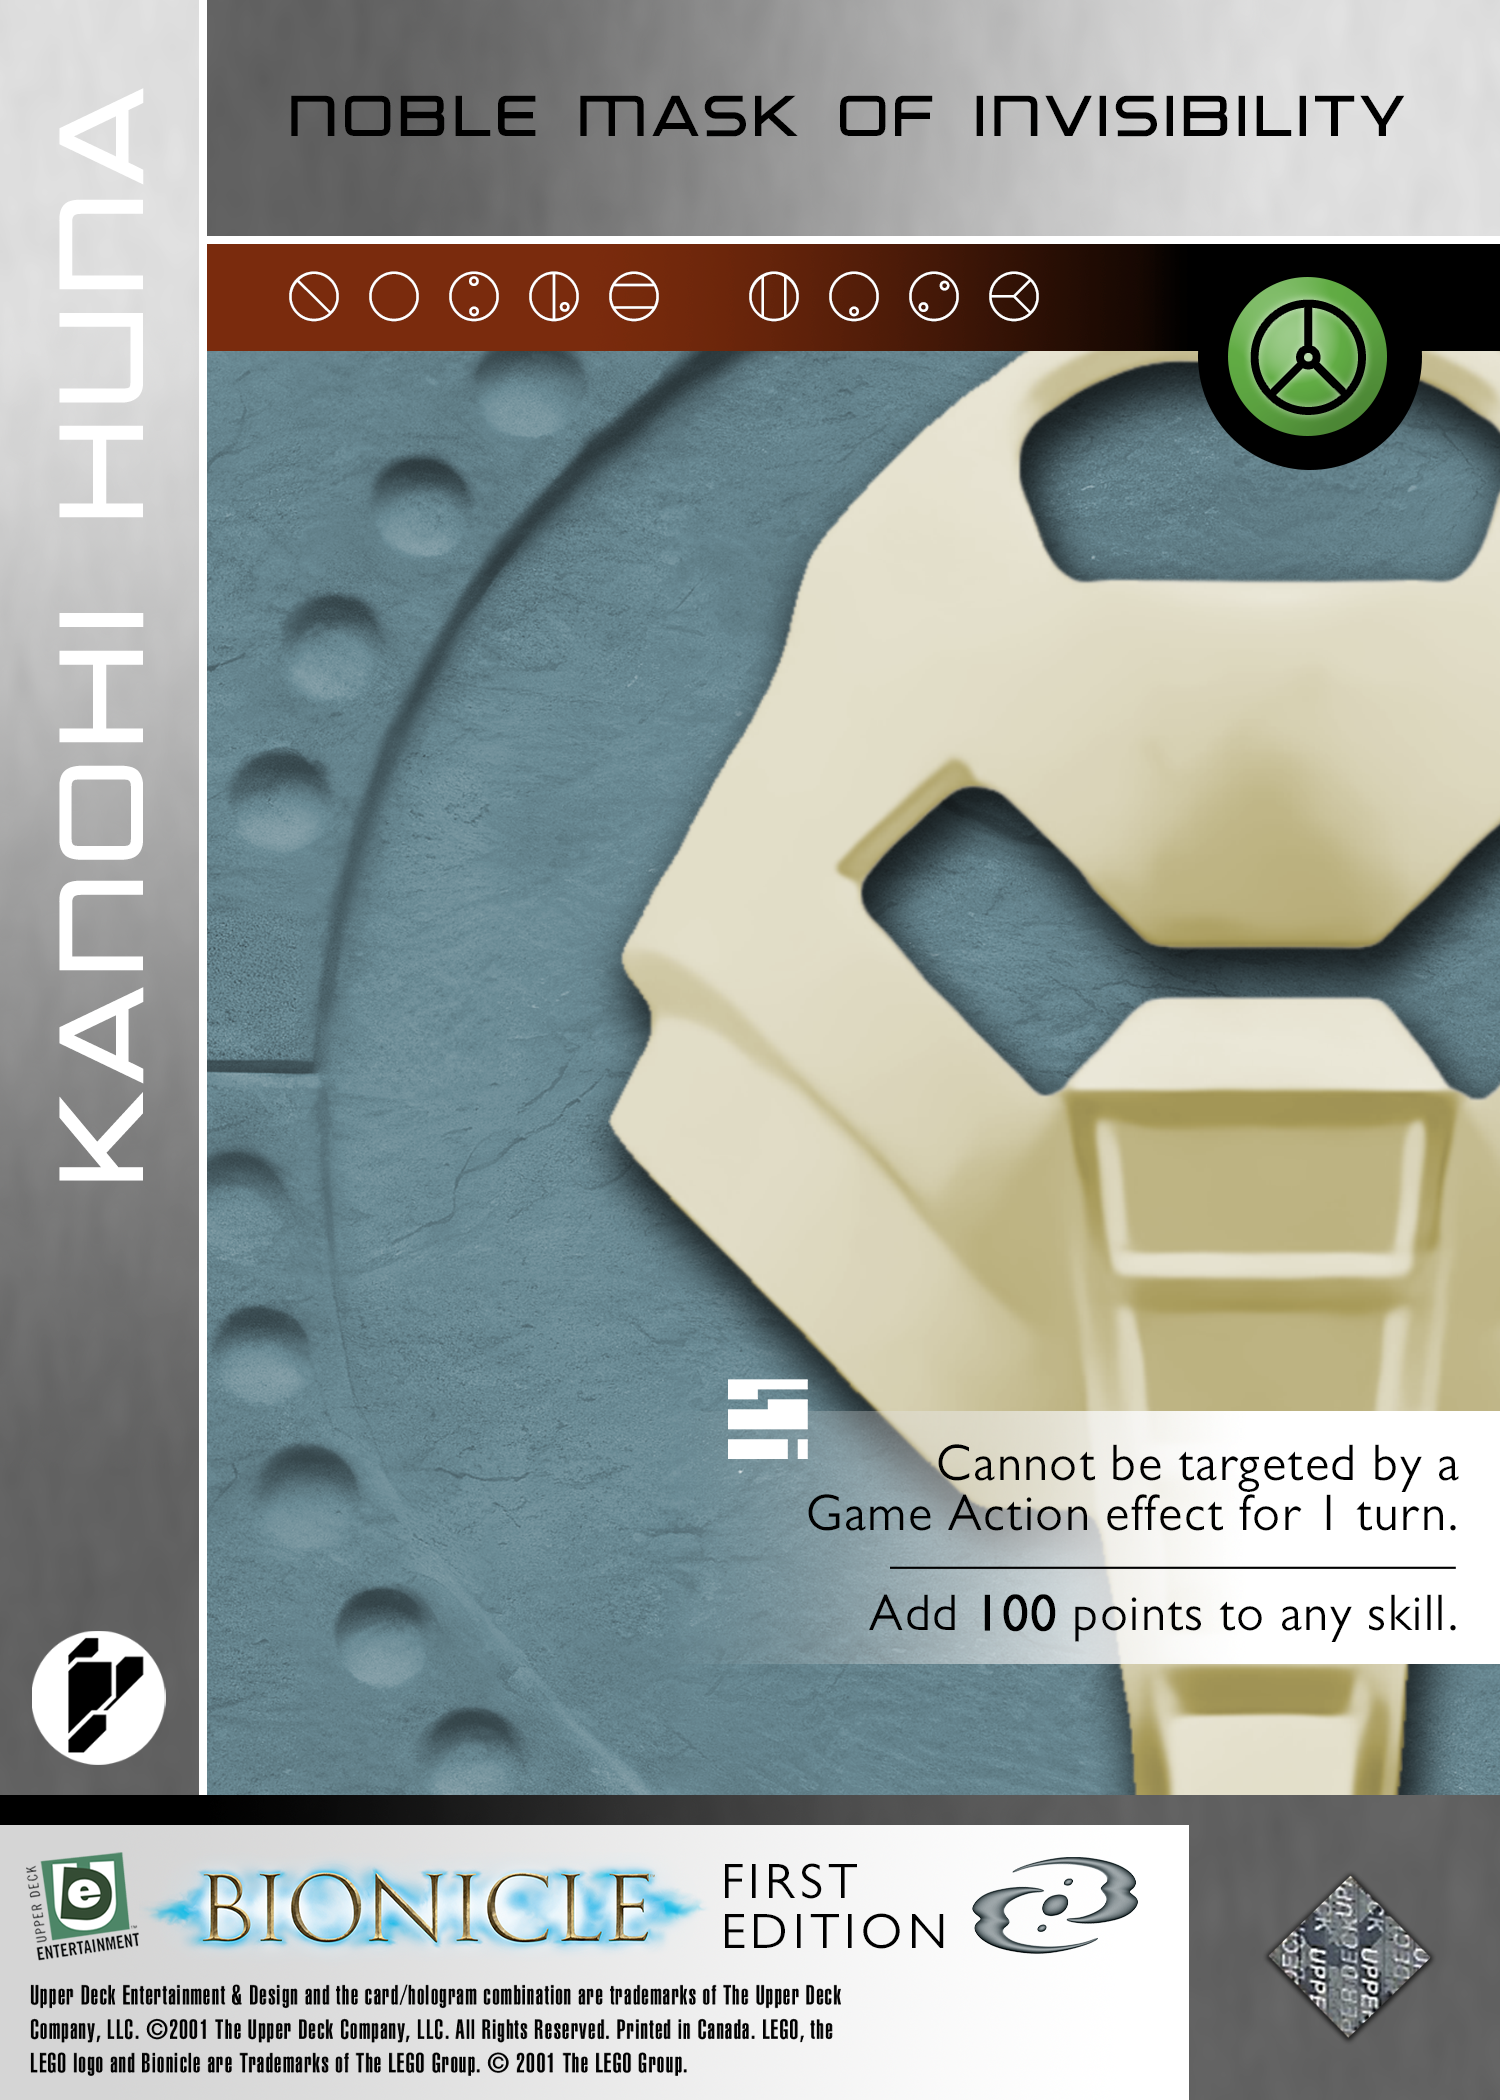 NOBLE MASK OF INVISIBILITY
KANOHI HUNA
Cannot be targeted by a
Game Action effect for 1 turn.
Add 100 points to any skill.
UPPER DECK
e
ENTERTAINMENT
BIONICLE
FIRST
EDITION
Upper Deck Entertainment & Design and the card/hologram combination are trademarks of The Upper Deck
Company, LLC. ©2001 The Upper Deck Company, LLC. All Rights Reserved. Printed in Canada. LEGO, the
LEGO logo and Bionicle are Trademarks of The LEGO Group. © 2001 The LEGO Group.